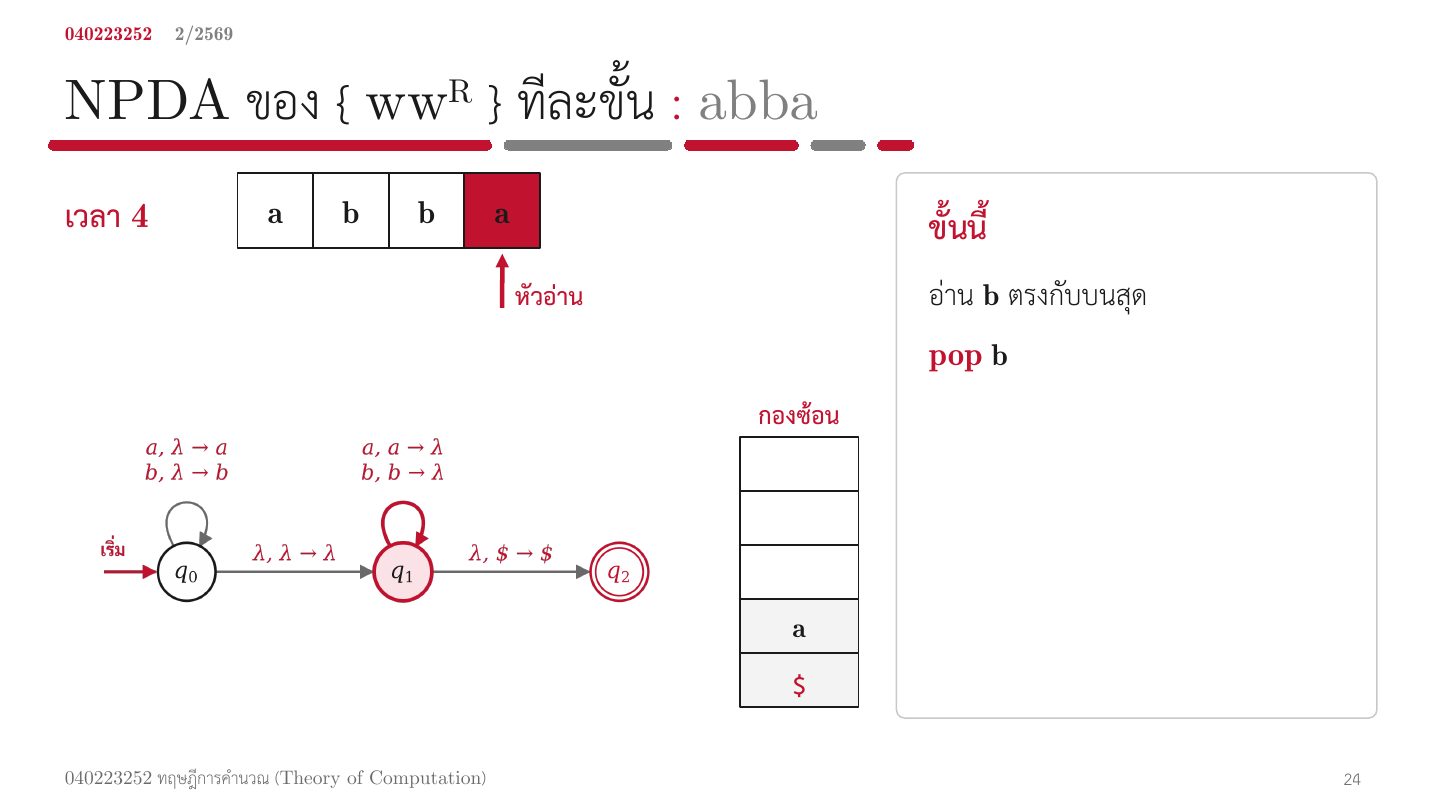 040223252 2/2569
NPDA ของ { ww^R } ทีละขั้น : abba
เวลา 4
a b b a
หัวอ่าน
ขั้นนี้
อ่าน b ตรงกับบนสุด
pop b
กองซ้อน
a, λ → a
b, λ → b
a, a → λ
b, b → λ
เริ่ม
q₀
λ, λ → λ
q₁
λ, $ → $
q₂
a
$
040223252 ทฤษฎีการคำนวณ (Theory of Computation)
24